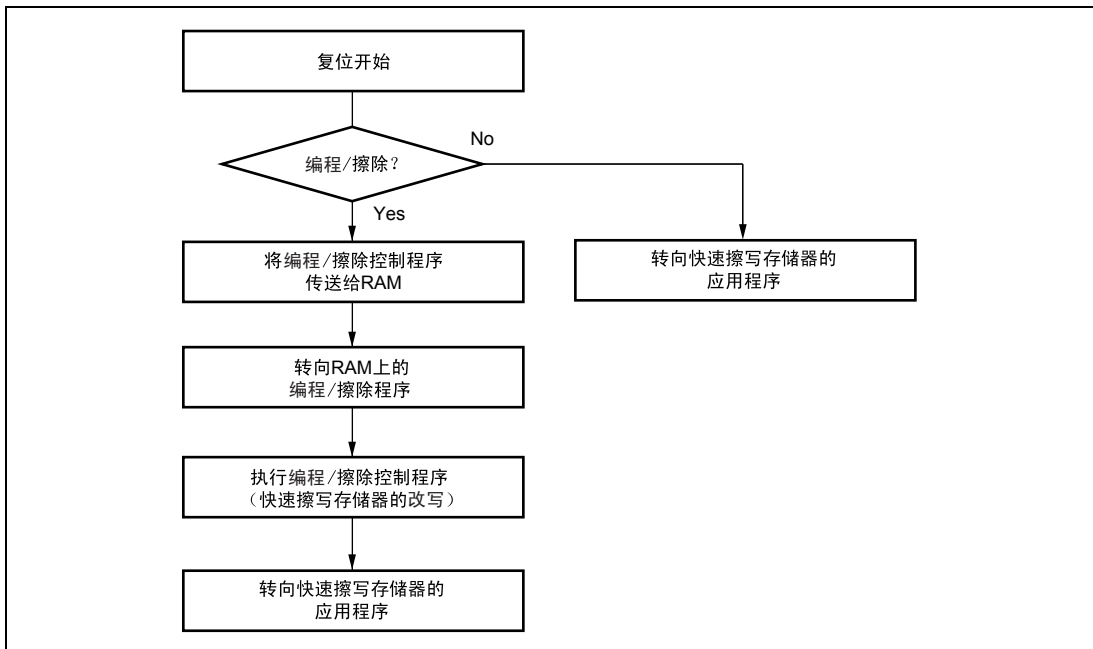 复位开始
No
编程/擦除？
Yes
将编程/擦除控制程序
传送给RAM
转向快速擦写存储器的
应用程序
转向RAM上的
编程/擦除程序
执行编程/擦除控制程序
（快速擦写存储器的改写）
转向快速擦写存储器的
应用程序